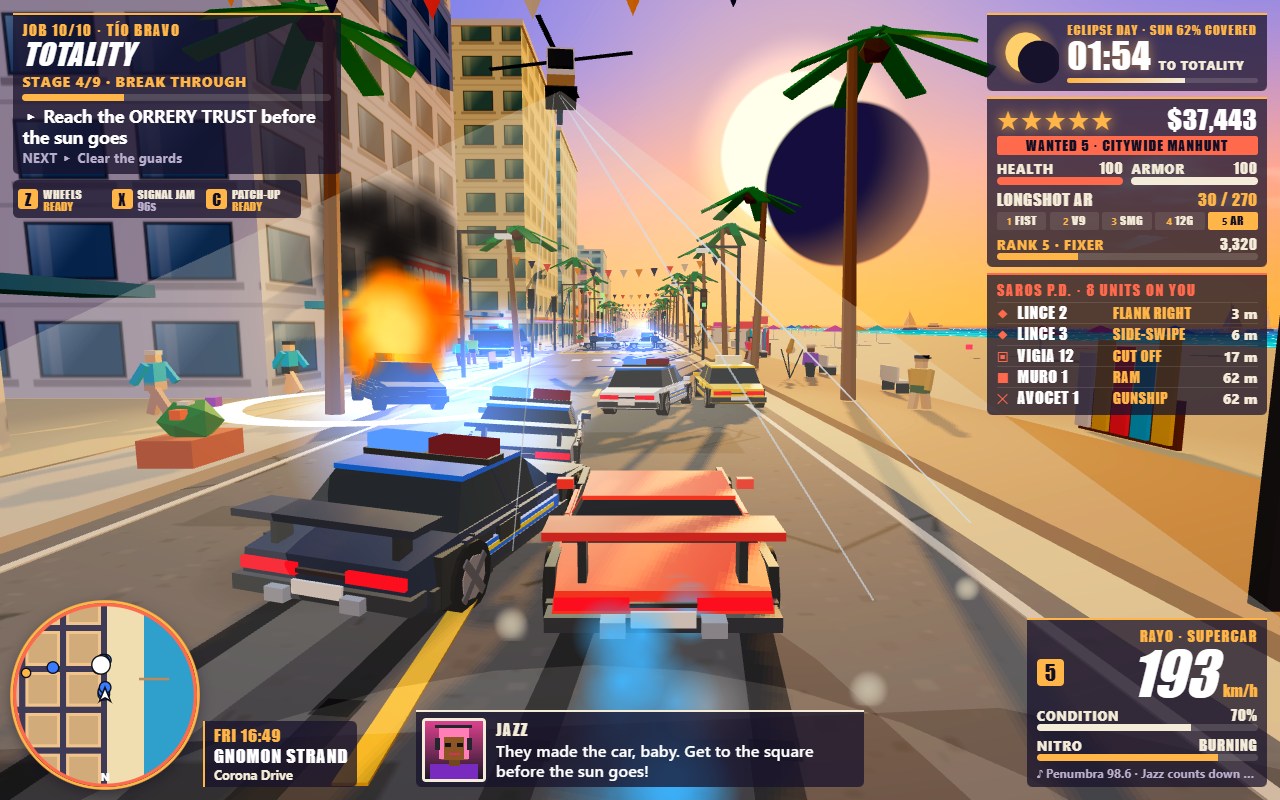 JOB 10/10 · TÍO BRAVO
TOTALITY
STAGE 4/9 · BREAK THROUGH
▸ Reach the ORRERY TRUST before
the sun goes
NEXT ▸ Clear the guards
Z WHEELS READY
X SIGNAL JAM 96s
C PATCH-UP READY
ECLIPSE DAY · SUN 62% COVERED
01:54 TO TOTALITY
★★★★★ $37,443
WANTED 5 · CITYWIDE MANHUNT
HEALTH 100 ARMOR 100
LONGSHOT AR 30 / 270
1 FIST 2 V9 3 SMG 4 12G 5 AR
RANK 5 · FIXER 3,320
SAROS P.D. · 8 UNITS ON YOU
LINCE 2 FLANK RIGHT 3 m
LINCE 3 SIDE-SWIPE 6 m
VIGIA 12 CUT OFF 17 m
MURO 1 RAM 62 m
AVOCET 1 GUNSHIP 62 m
N
FRI 16:49
GNOMON STRAND
Corona Drive
JAZZ
They made the car, baby. Get to the square
before the sun goes!
RAYO · SUPERCAR
5 193 km/h
CONDITION 70%
NITRO BURNING
♪ Penumbra 98.6 · Jazz counts down ...